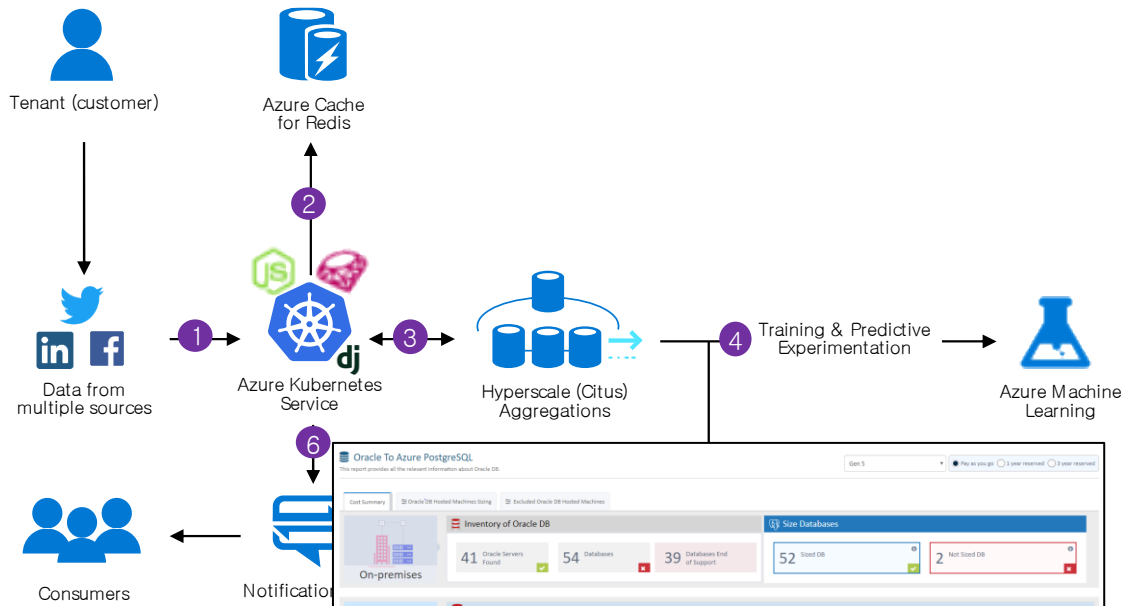 Tenant (customer)
Azure Cache
for Redis
2
JS
in
f
Data from
multiple sources
1
dj
Azure Kubernetes
Service
3
Hyperscale (Citus)
Aggregations
4
Training & Predictive
Experimentation
Azure Machine
Learning
6
Consumers
Notification
Oracle To Azure PostgreSQL
This report provides all the relevant information about Oracle DB.
Gen 5
Pay as you go 1 year reserved 3 year reserved
Cost Summary
Oracle DB Hosted Machines Sizing
Excluded Oracle DB Hosted Machines
On-premises
Inventory of Oracle DB
41 Oracle Servers
Found
54 Databases
39 Databases End
of Support
Size Databases
52 Sized DB
2 Not Sized DB